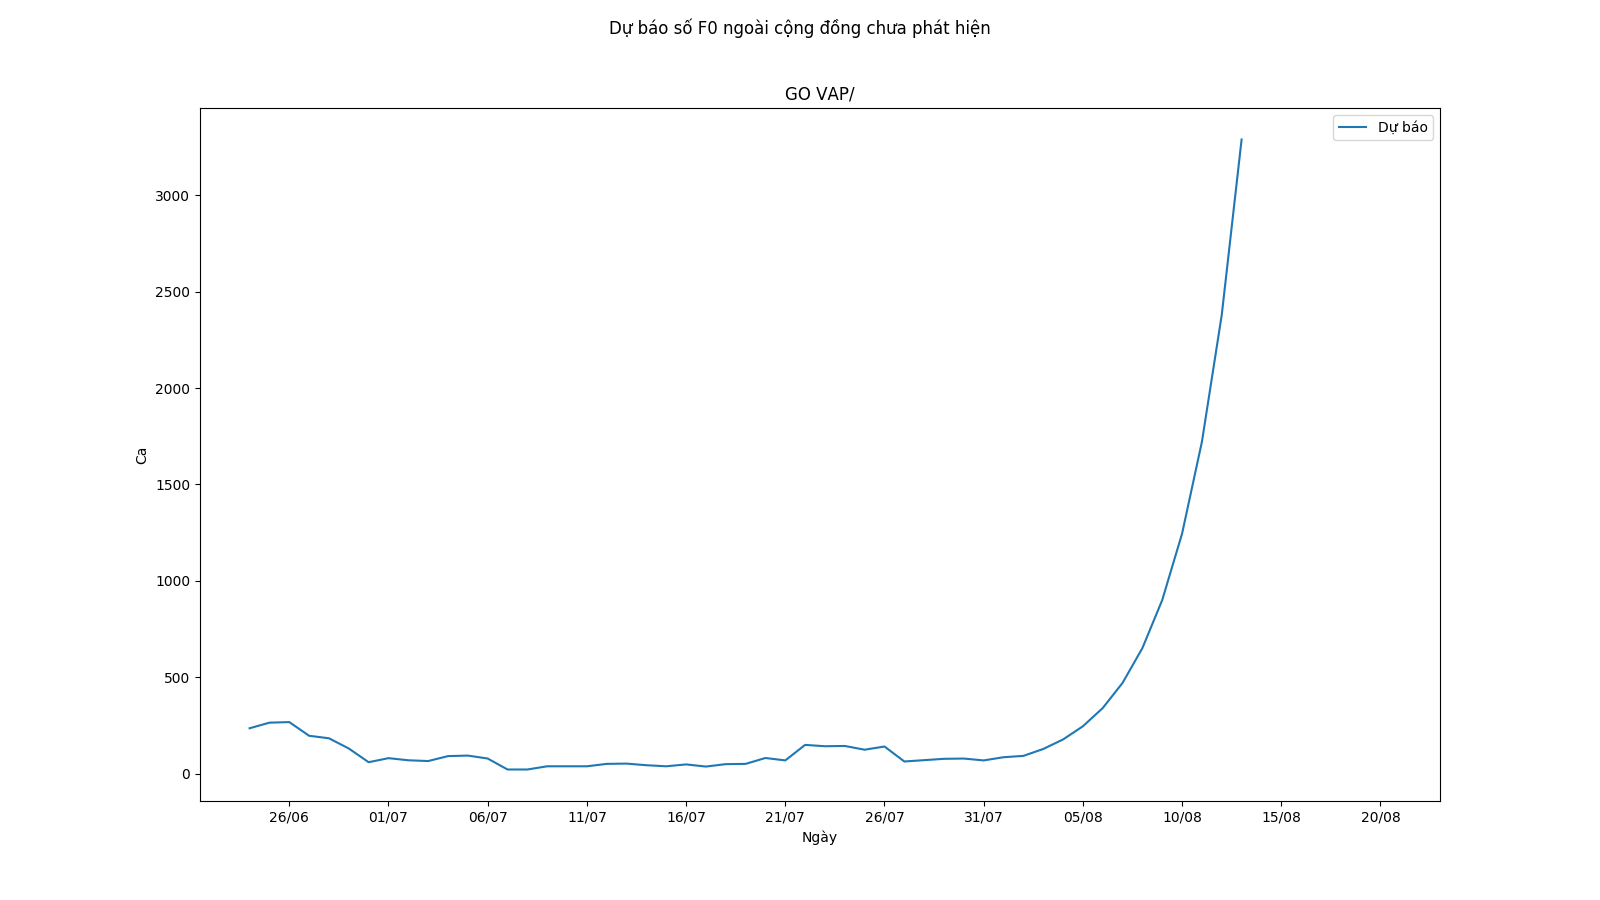 Dự báo số F0 ngoài cộng đồng chưa phát hiện
GO VAP/
Dự báo
3000
2500
2000
1500
1000
500
0
Ca
26/06 01/07 06/07 11/07 16/07 21/07 26/07 31/07 05/08 10/08 15/08 20/08
Ngày